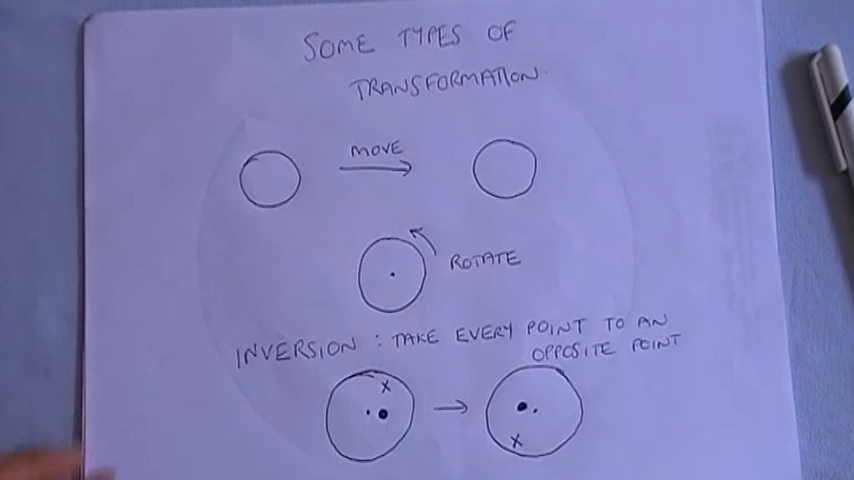 SOME TYPES OF
TRANSFORMATION.
MOVE
ROTATE
INVERSION : TAKE EVERY POINT TO AN
OPPOSITE POINT
x
x